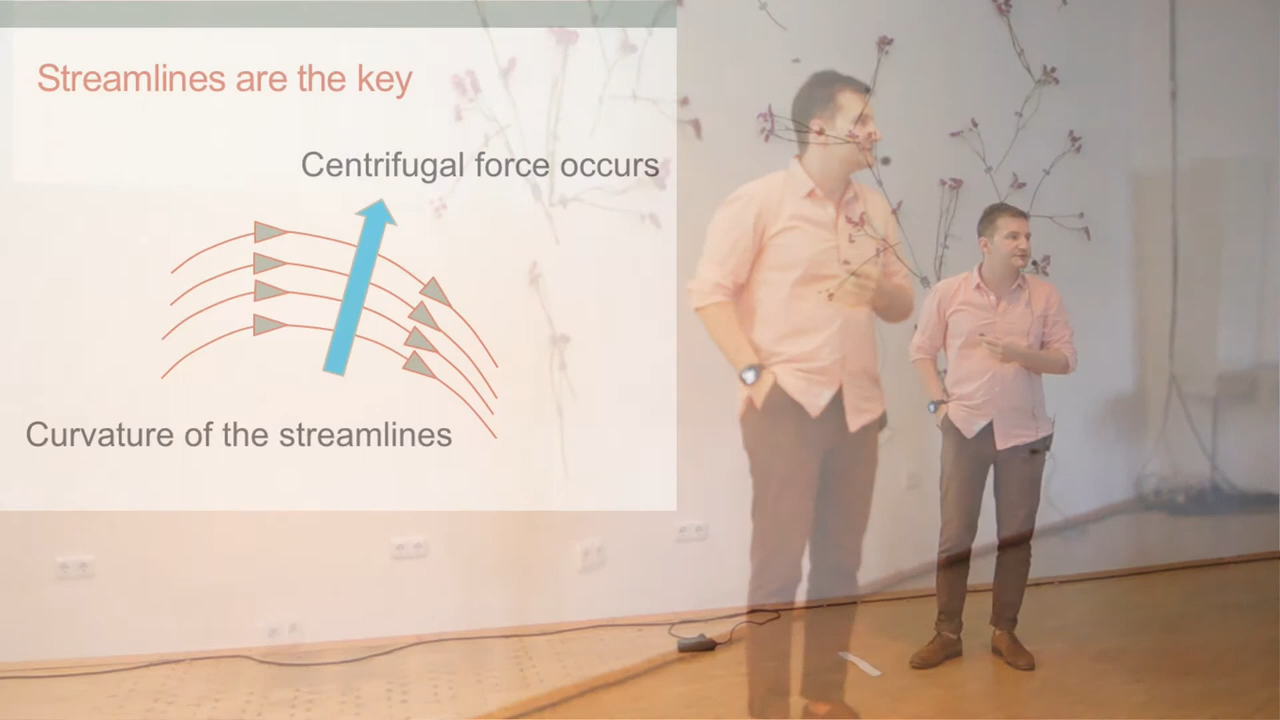 Streamlines are the key
Centrifugal force occurs
Curvature of the streamlines